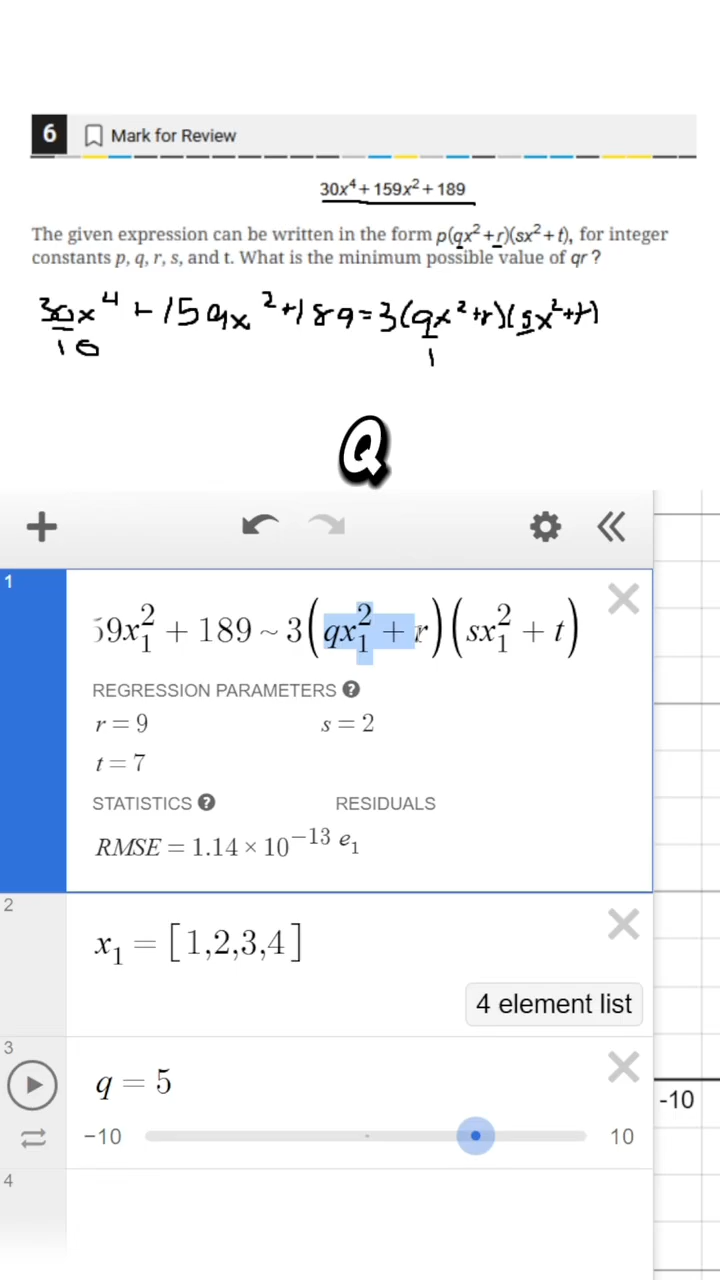 6 Mark for Review
30x⁴ + 159x² + 189
The given expression can be written in the form p(qx² + r)(sx² + t), for integer
constants p, q, r, s, and t. What is the minimum possible value of qr ?
30x⁴ + 159x² + 189 = 3(qx² + r)(sx² + t)
10 1
Q
1
59x₁² + 189 ~ 3(qx₁² + r)(sx₁² + t)
REGRESSION PARAMETERS ?
r = 9 s = 2
t = 7
STATISTICS ? RESIDUALS
RMSE = 1.14 × 10⁻¹³ e₁
2
x₁ = [1,2,3,4]
4 element list
3
q = 5
-10
−10 10
4